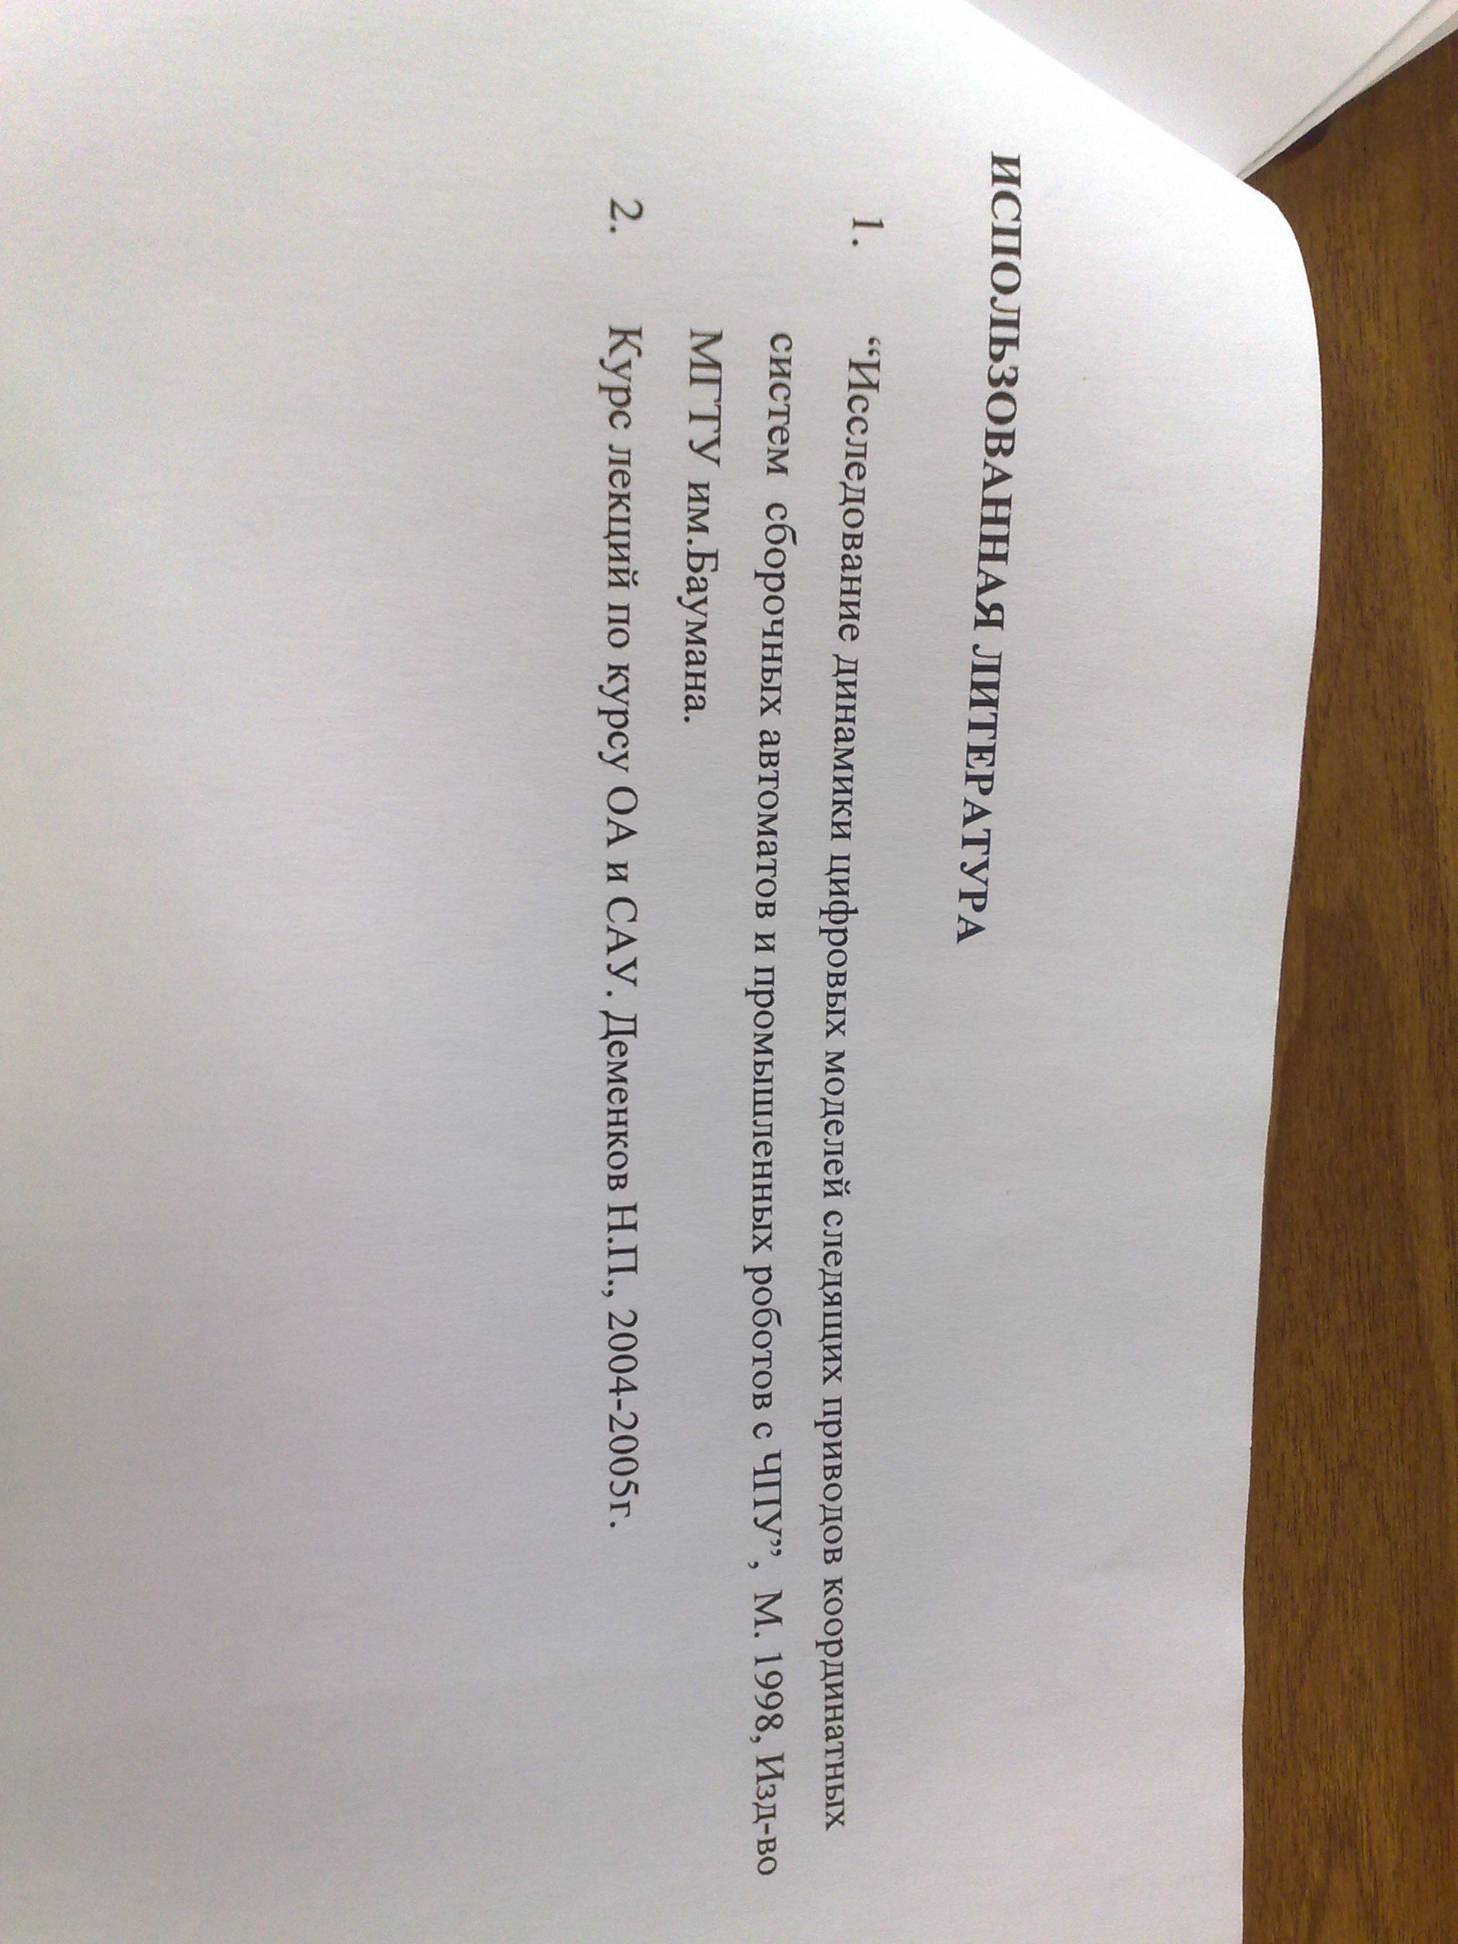 ИСПОЛЬЗОВАННАЯ ЛИТЕРАТУРА
1. “Исследование динамики цифровых моделей следящих приводов координатных
систем сборочных автоматов и промышленных роботов с ЧПУ”, М. 1998, Изд-во
МГТУ им.Баумана.
2. Курс лекций по курсу ОА и САУ. Деменков Н.П., 2004-2005г.